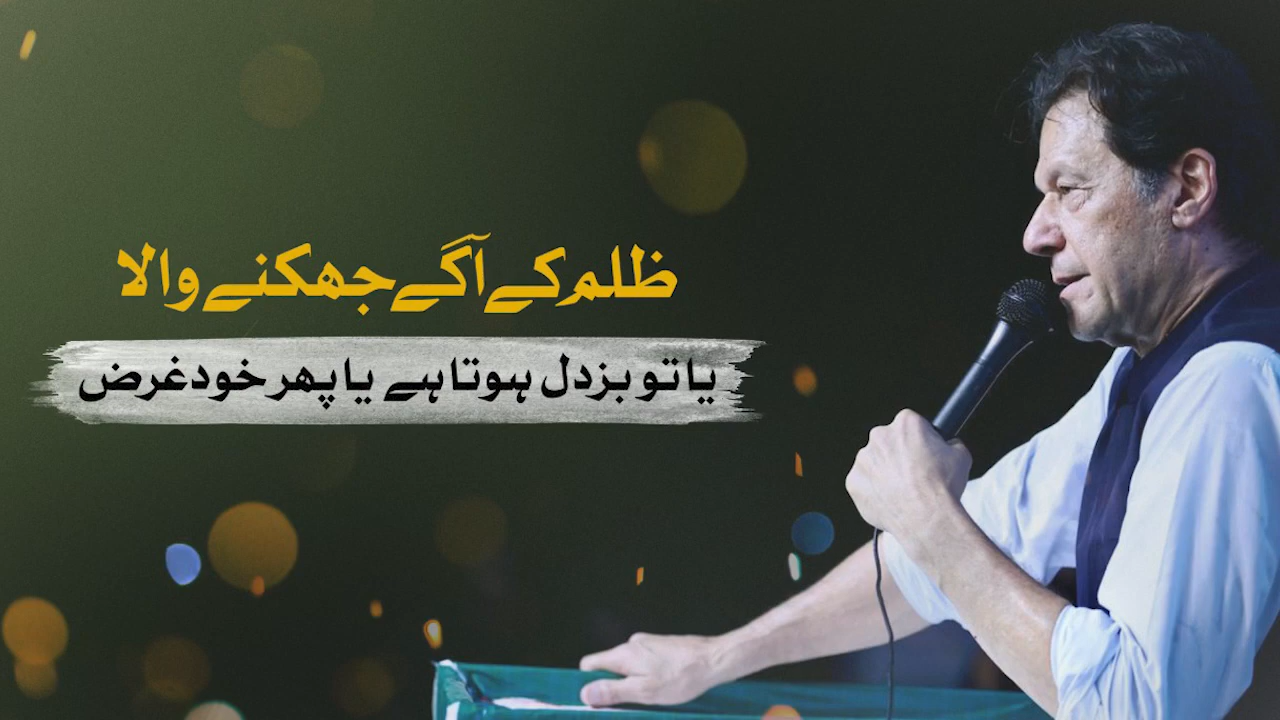 ظلم کے آگے جھکنے والا
یا تو بزدل ہوتا ہے یا پھر خود غرض